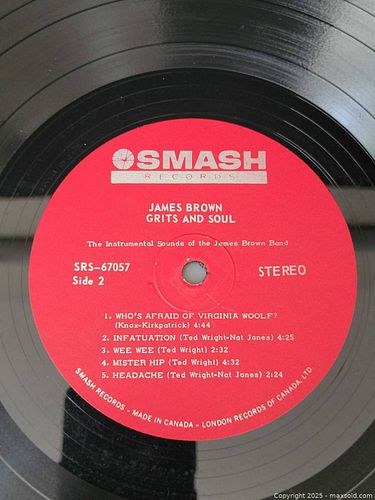 SMASH
RECORDS
JAMES BROWN
GRITS AND SOUL
The Instrumental Sounds of the James Brown Band
SRS-67057
Side 2
STEREO
1. WHO'S AFRAID OF VIRGINIA WOOLF?
(Knox-Kirkpatrick) 4:44
2. INFATUATION (Ted Wright-Nat Jones) 4:25
3. WEE WEE (Ted Wright) 2:32
4. MISTER HIP (Ted Wright) 4:32
5. HEADACHE (Ted Wright-Nat Jones) 2:24
SMASH RECORDS - MADE IN CANADA - LONDON RECORDS OF CANADA, LTD
Copyright 2025 - maxsold.com